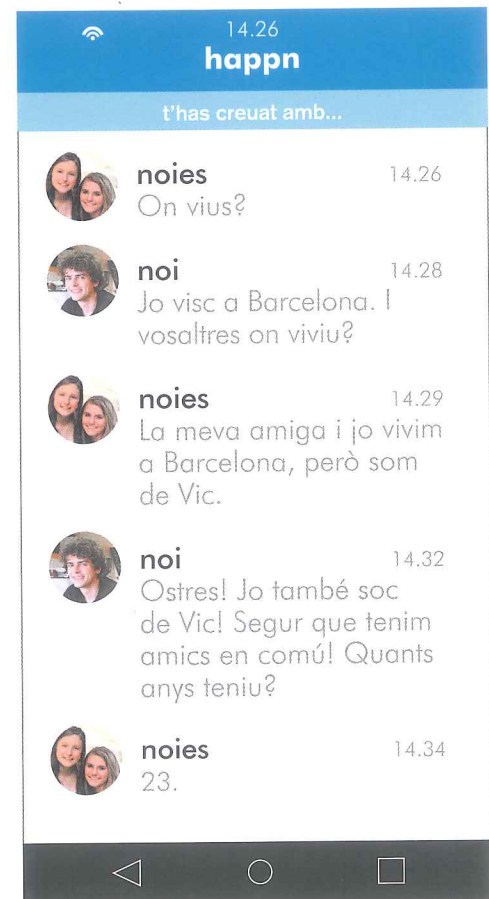 14.26
happn
t'has creuat amb...
noies 14.26
On vius?
noi 14.28
Jo visc a Barcelona. I
vosaltres on viviu?
noies 14.29
La meva amiga i jo vivim
a Barcelona, però som
de Vic.
noi 14.32
Ostres! Jo també soc
de Vic! Segur que tenim
amics en comú! Quants
anys teniu?
noies 14.34
23.